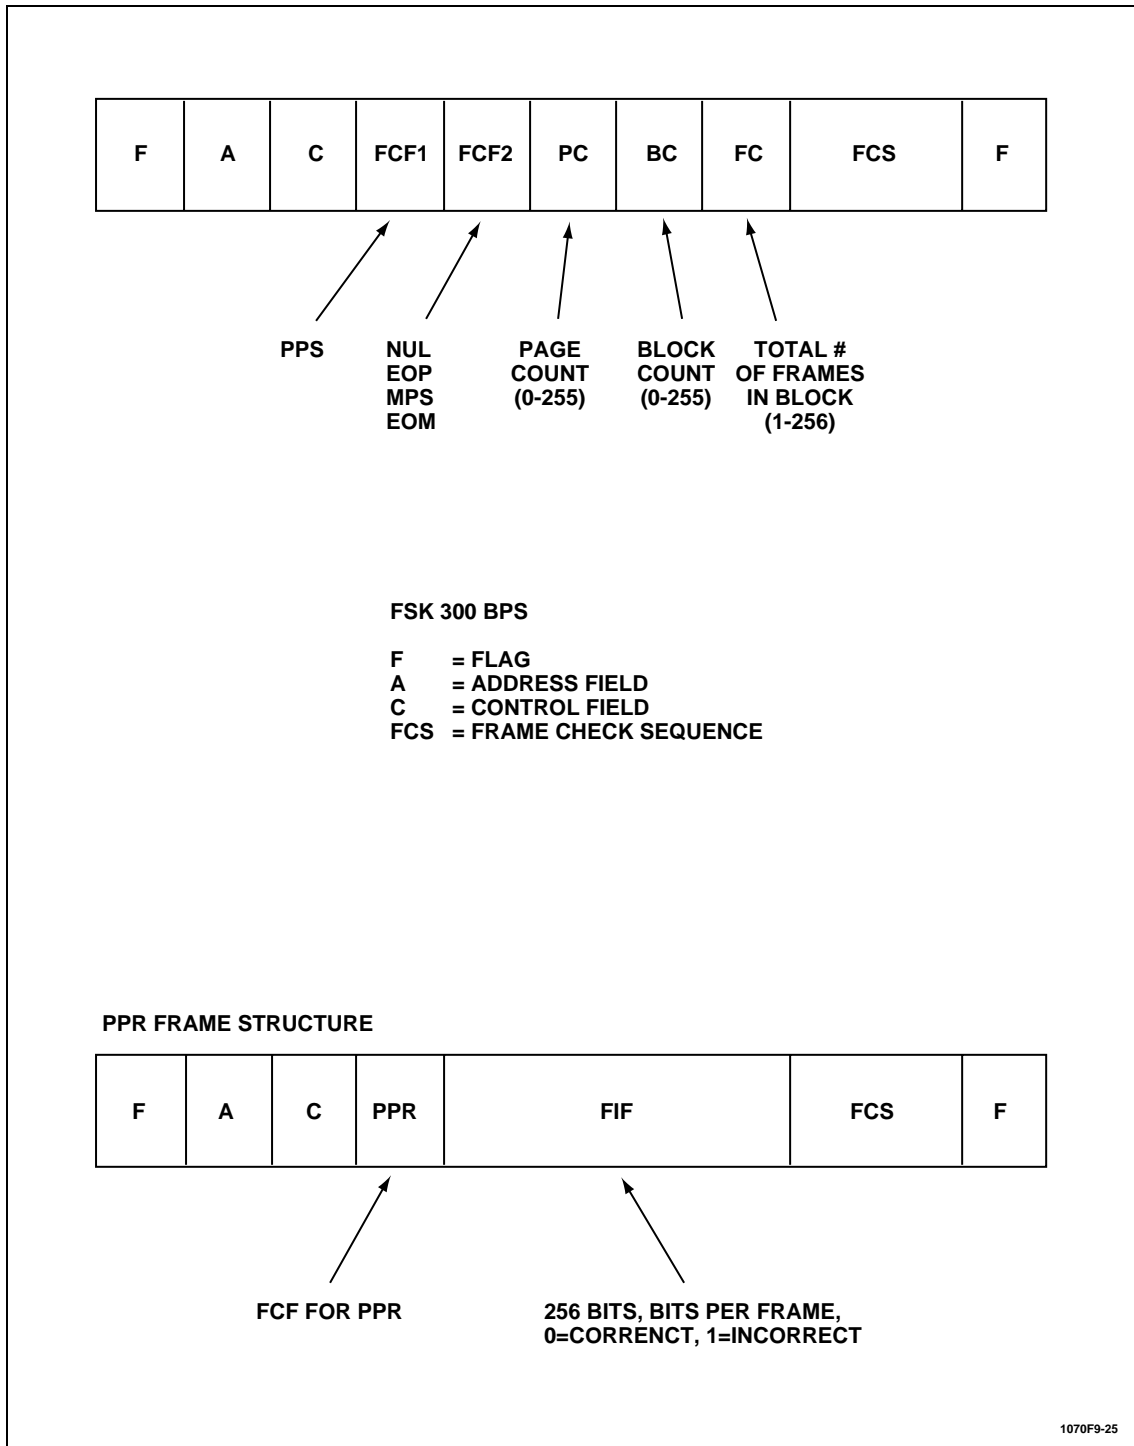 F A C FCF1 FCF2 PC BC FC FCS F
PPS
NUL
EOP
MPS
EOM
PAGE
COUNT
(0-255)
BLOCK
COUNT
(0-255)
TOTAL #
OF FRAMES
IN BLOCK
(1-256)
FSK 300 BPS
F = FLAG
A = ADDRESS FIELD
C = CONTROL FIELD
FCS = FRAME CHECK SEQUENCE
PPR FRAME STRUCTURE
F A C PPR FIF FCS F
FCF FOR PPR
256 BITS, BITS PER FRAME,
0=CORRENCT, 1=INCORRECT
1070F9-25